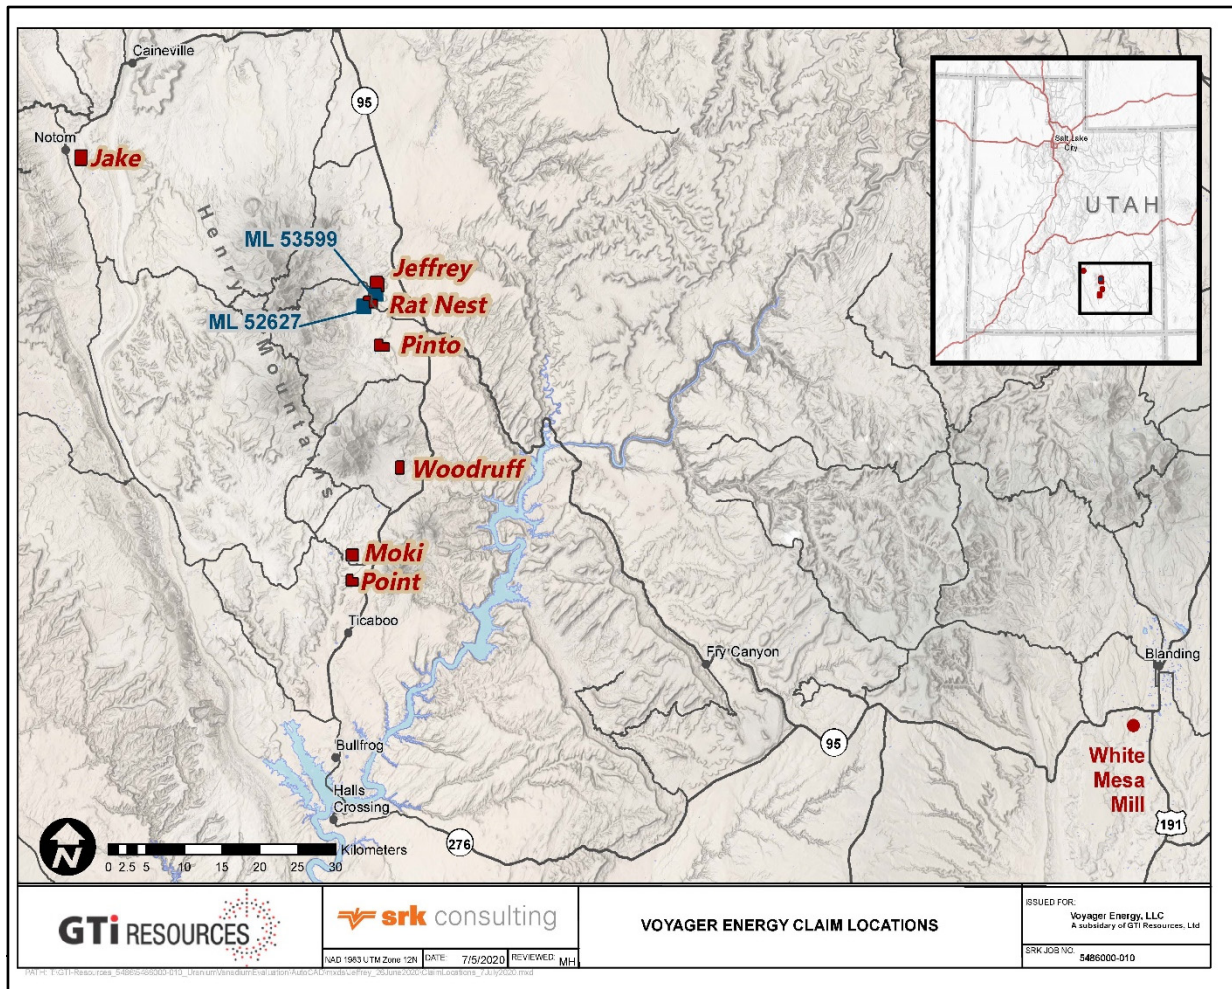 Caineville
95
Notom
Jake
Henry Mountains
ML 53599
Jeffrey
Rat Nest
ML 52627
Pinto
Woodruff
Moki
Point
Ticaboo
Fry Canyon
Blanding
Bullfrog
Halls
Crossing
95
White
Mesa
Mill
191
276
Salt Lake
City
UTAH
N
0 2.5 5 10 15 20 25 30
Kilometers
GTi RESOURCES
srk consulting
NAD 1983 UTM Zone 12N
DATE: 7/5/2020
REVIEWED: MH
VOYAGER ENERGY CLAIM LOCATIONS
ISSUED FOR:
Voyager Energy, LLC
A subsidiary of GTI Resources, Ltd
SRK JOB NO.
5486000-010